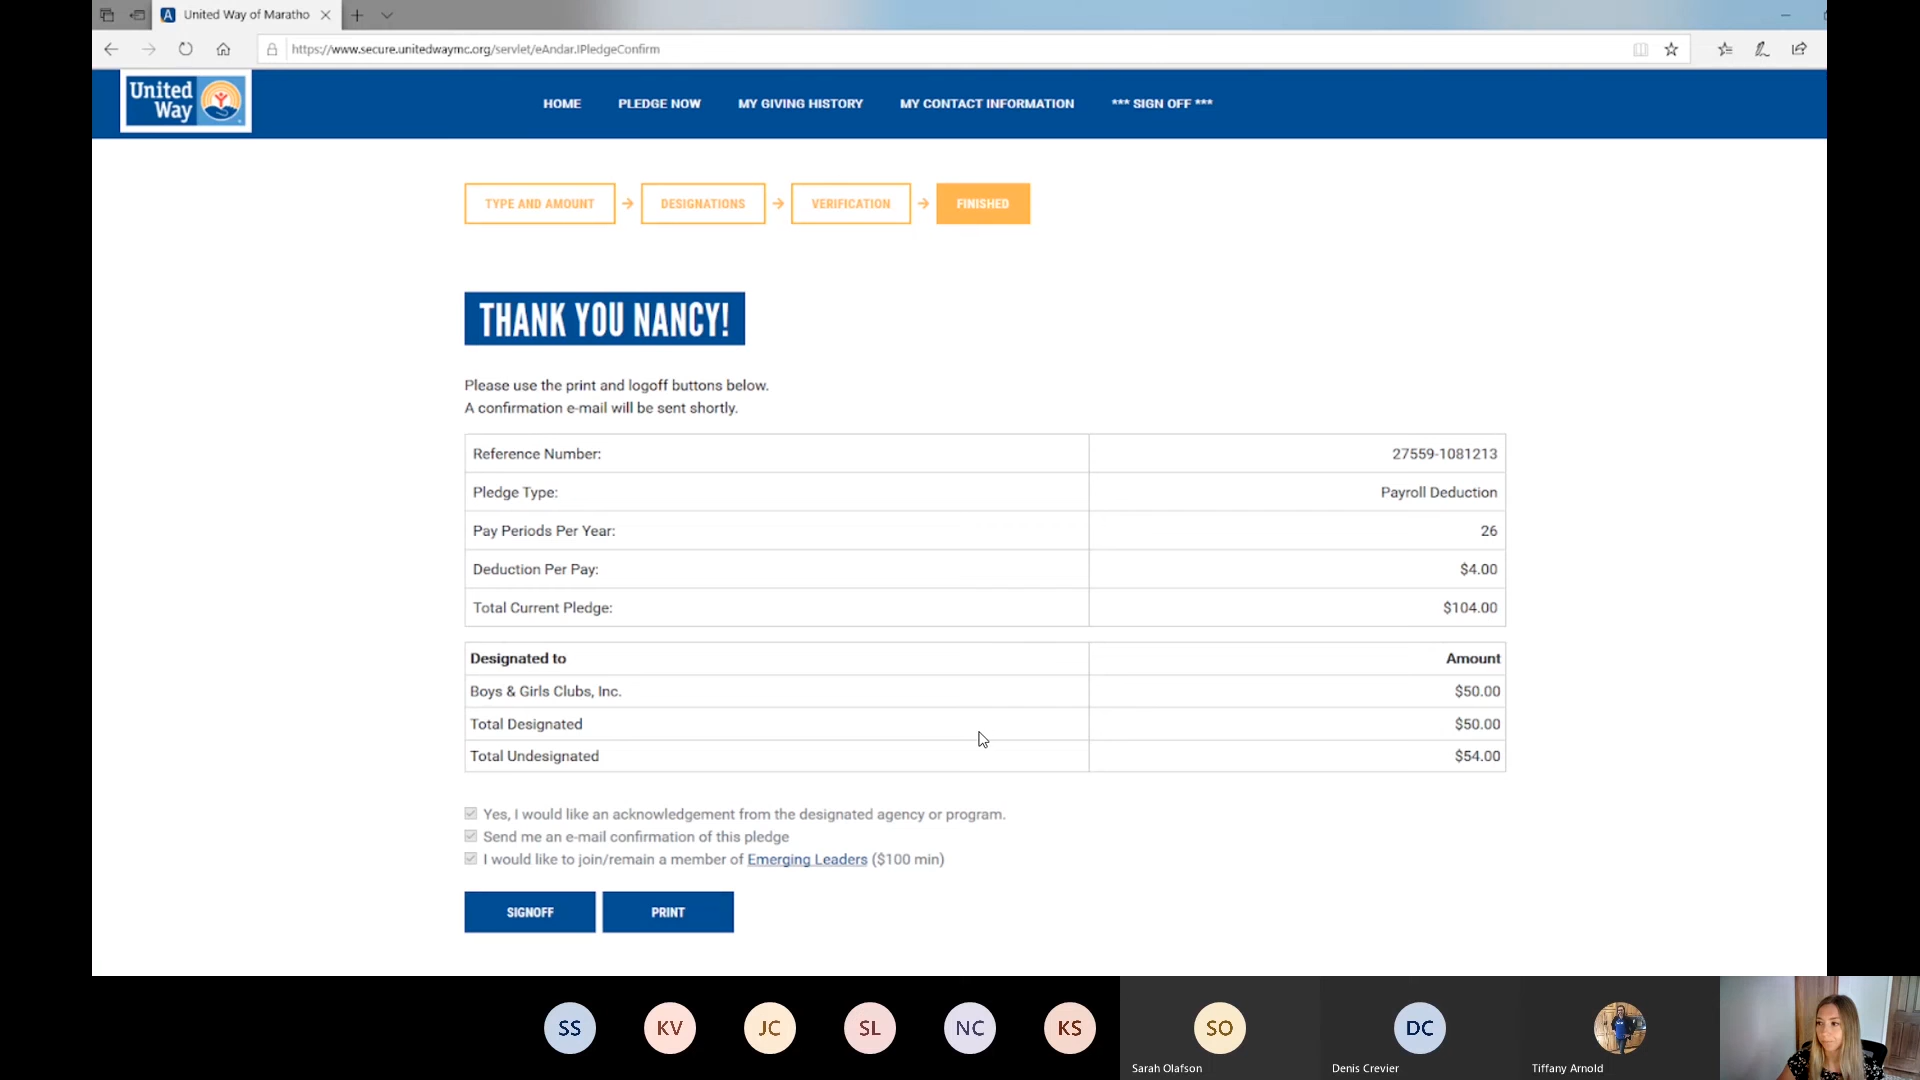 United Way of Maratho
https://www.secure.unitedwaymc.org/servlet/eAndar.IPledgeConfirm
United
Way
HOME PLEDGE NOW MY GIVING HISTORY MY CONTACT INFORMATION *** SIGN OFF ***
TYPE AND AMOUNT → DESIGNATIONS → VERIFICATION → FINISHED
THANK YOU NANCY!
Please use the print and logoff buttons below.
A confirmation e-mail will be sent shortly.
Reference Number: 27559-1081213
Pledge Type: Payroll Deduction
Pay Periods Per Year: 26
Deduction Per Pay: $4.00
Total Current Pledge: $104.00
Designated to Amount
Boys & Girls Clubs, Inc. $50.00
Total Designated $50.00
Total Undesignated $54.00
Yes, I would like an acknowledgement from the designated agency or program.
Send me an e-mail confirmation of this pledge
I would like to join/remain a member of Emerging Leaders ($100 min)
SIGNOFF PRINT
SS KV JC SL NC KS SO DC
Sarah Olafson Denis Crevier Tiffany Arnold